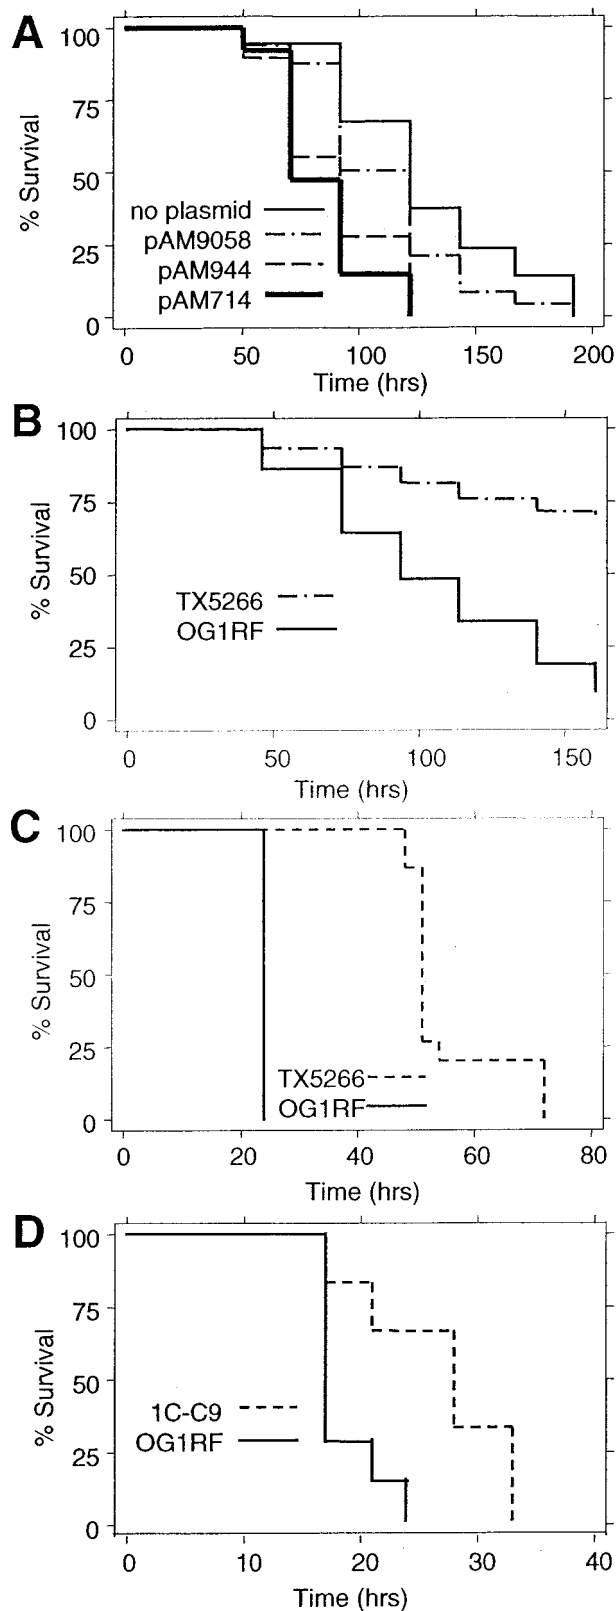 A
100
75
50
25
0
% Survival
no plasmid
pAM9058
pAM944
pAM714
0 50 100 150 200
Time (hrs)
B
100
75
50
25
0
% Survival
TX5266
OG1RF
0 50 100 150
Time (hrs)
C
100
75
50
25
0
% Survival
TX5266
OG1RF
0 20 40 60 80
Time (hrs)
D
100
75
50
25
0
% Survival
1C-C9
OG1RF
0 10 20 30 40
Time (hrs)